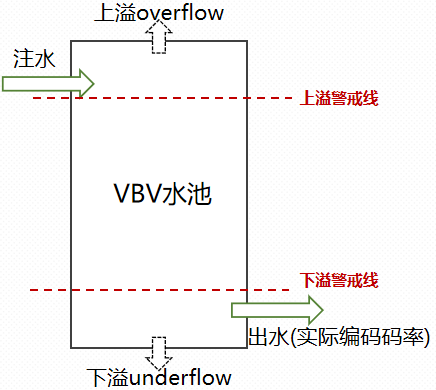 上溢overflow
注水
上溢警戒线
VBV水池
下溢警戒线
出水(实际编码码率)
下溢underflow